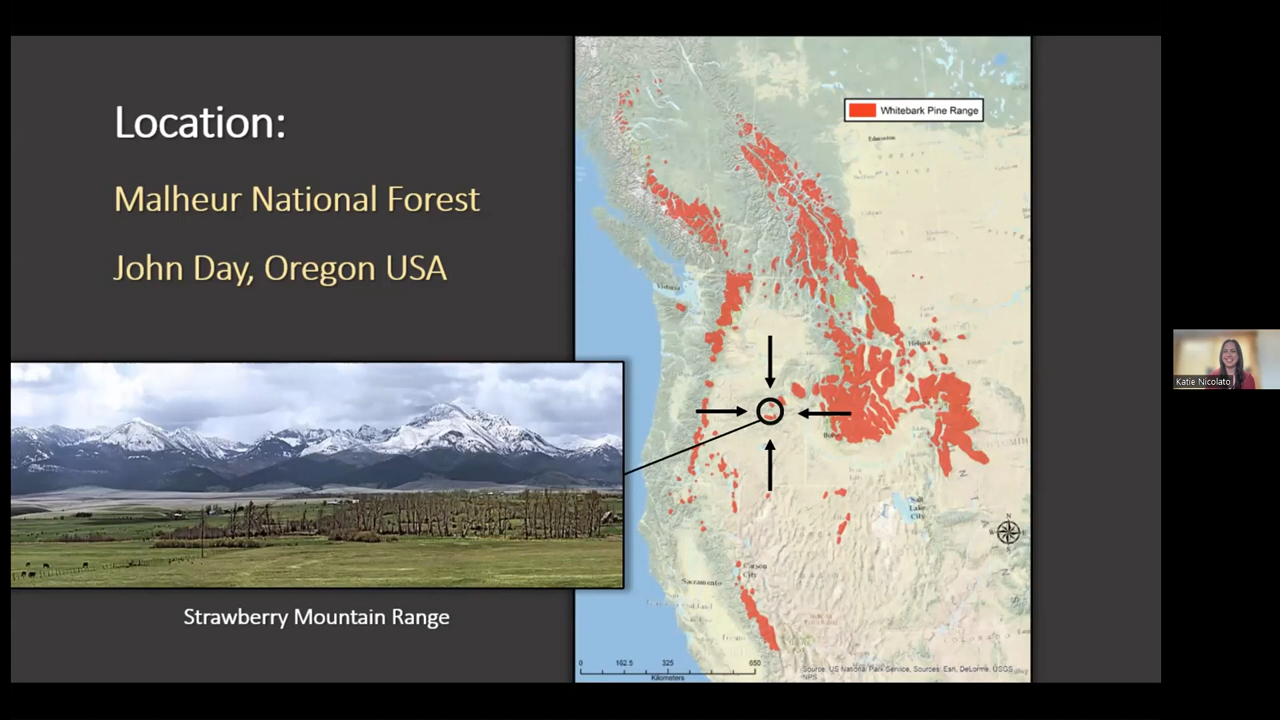 Location:
Malheur National Forest
John Day, Oregon USA
Strawberry Mountain Range
Whitebark Pine Range
Edmonton
Victoria
Helena
Salt
Lake
City
Carson
City
Sacramento
N
0 162.5 325 650
Kilometers
Source: US National Park Service, Sources: Esri, DeLorme, USGS,
NPS
Katie Nicolato